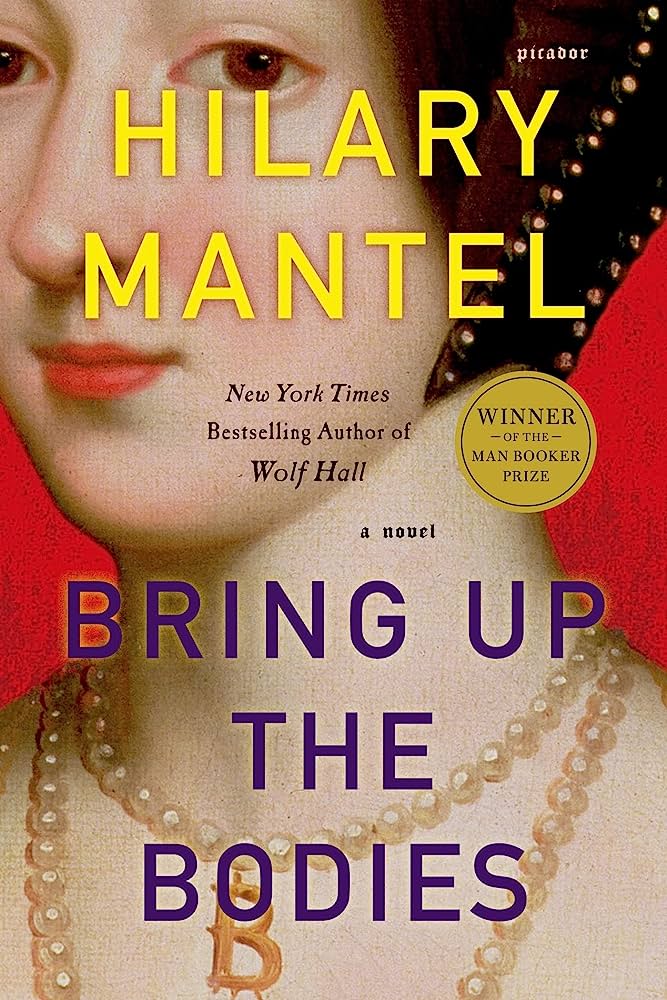 picador
HILARY
MANTEL
New York Times
Bestselling Author of
Wolf Hall
WINNER
–OF THE–
MAN BOOKER
PRIZE
a novel
BRING UP
THE
BODIES
B